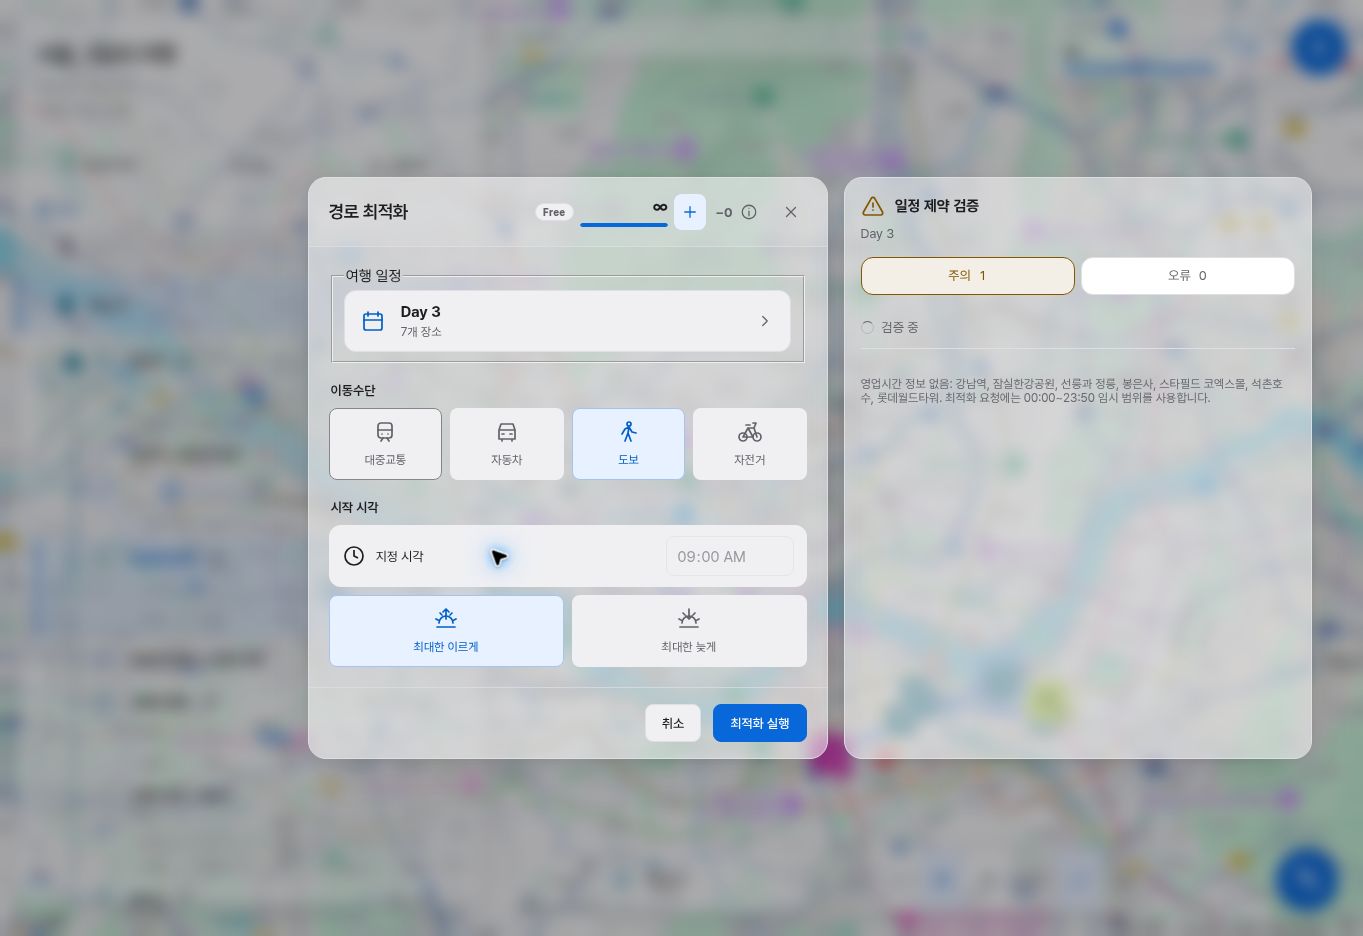 경로 최적화
Free
∞
–0
여행 일정
Day 3
7개 장소
이동수단
대중교통
자동차
도보
자전거
시작 시각
지정 시각
09:00 AM
최대한 이르게
최대한 늦게
취소
최적화 실행
일정 제약 검증
Day 3
주의 1
오류 0
검증 중
영업시간 정보 없음: 강남역, 잠실한강공원, 선릉과 정릉, 봉은사, 스타필드 코엑스몰, 석촌호
수, 롯데월드타워. 최적화 요청에는 00:00~23:50 임시 범위를 사용합니다.